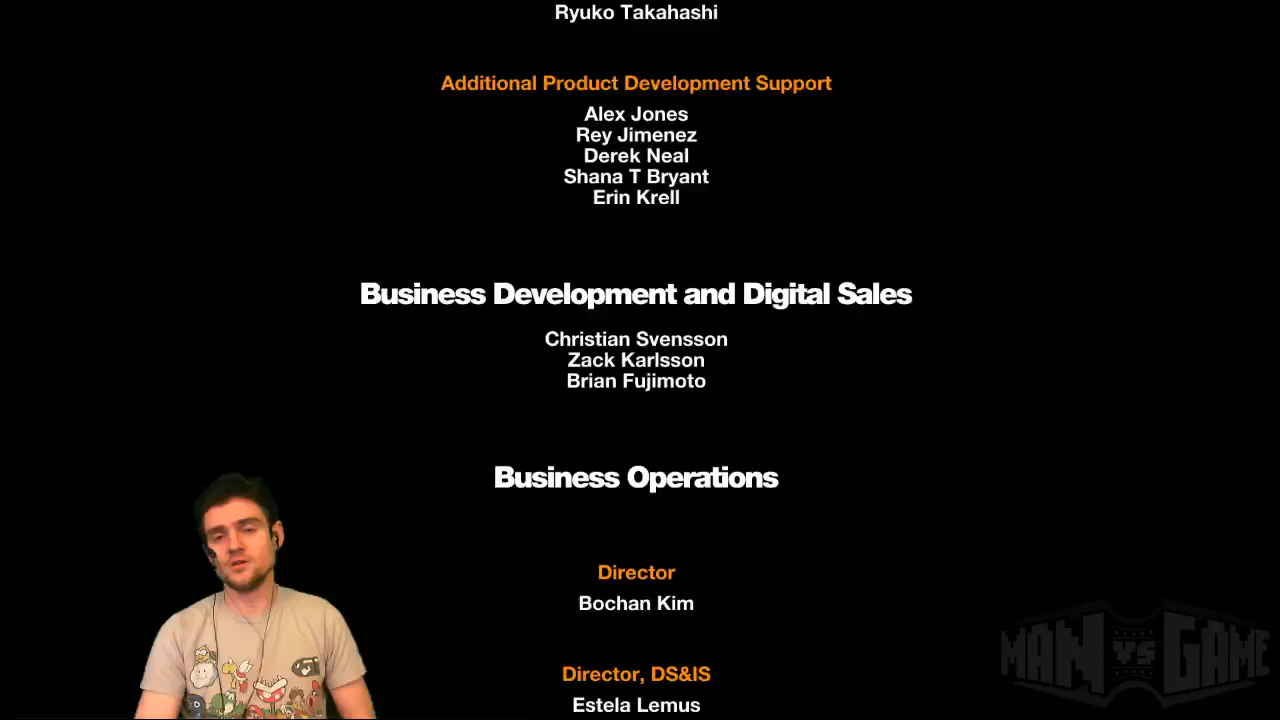 Ryuko Takahashi
Additional Product Development Support
Alex Jones
Rey Jimenez
Derek Neal
Shana T Bryant
Erin Krell
Business Development and Digital Sales
Christian Svensson
Zack Karlsson
Brian Fujimoto
Business Operations
Director
Bochan Kim
Director, DS&IS
Estela Lemus
MAN VS GAME